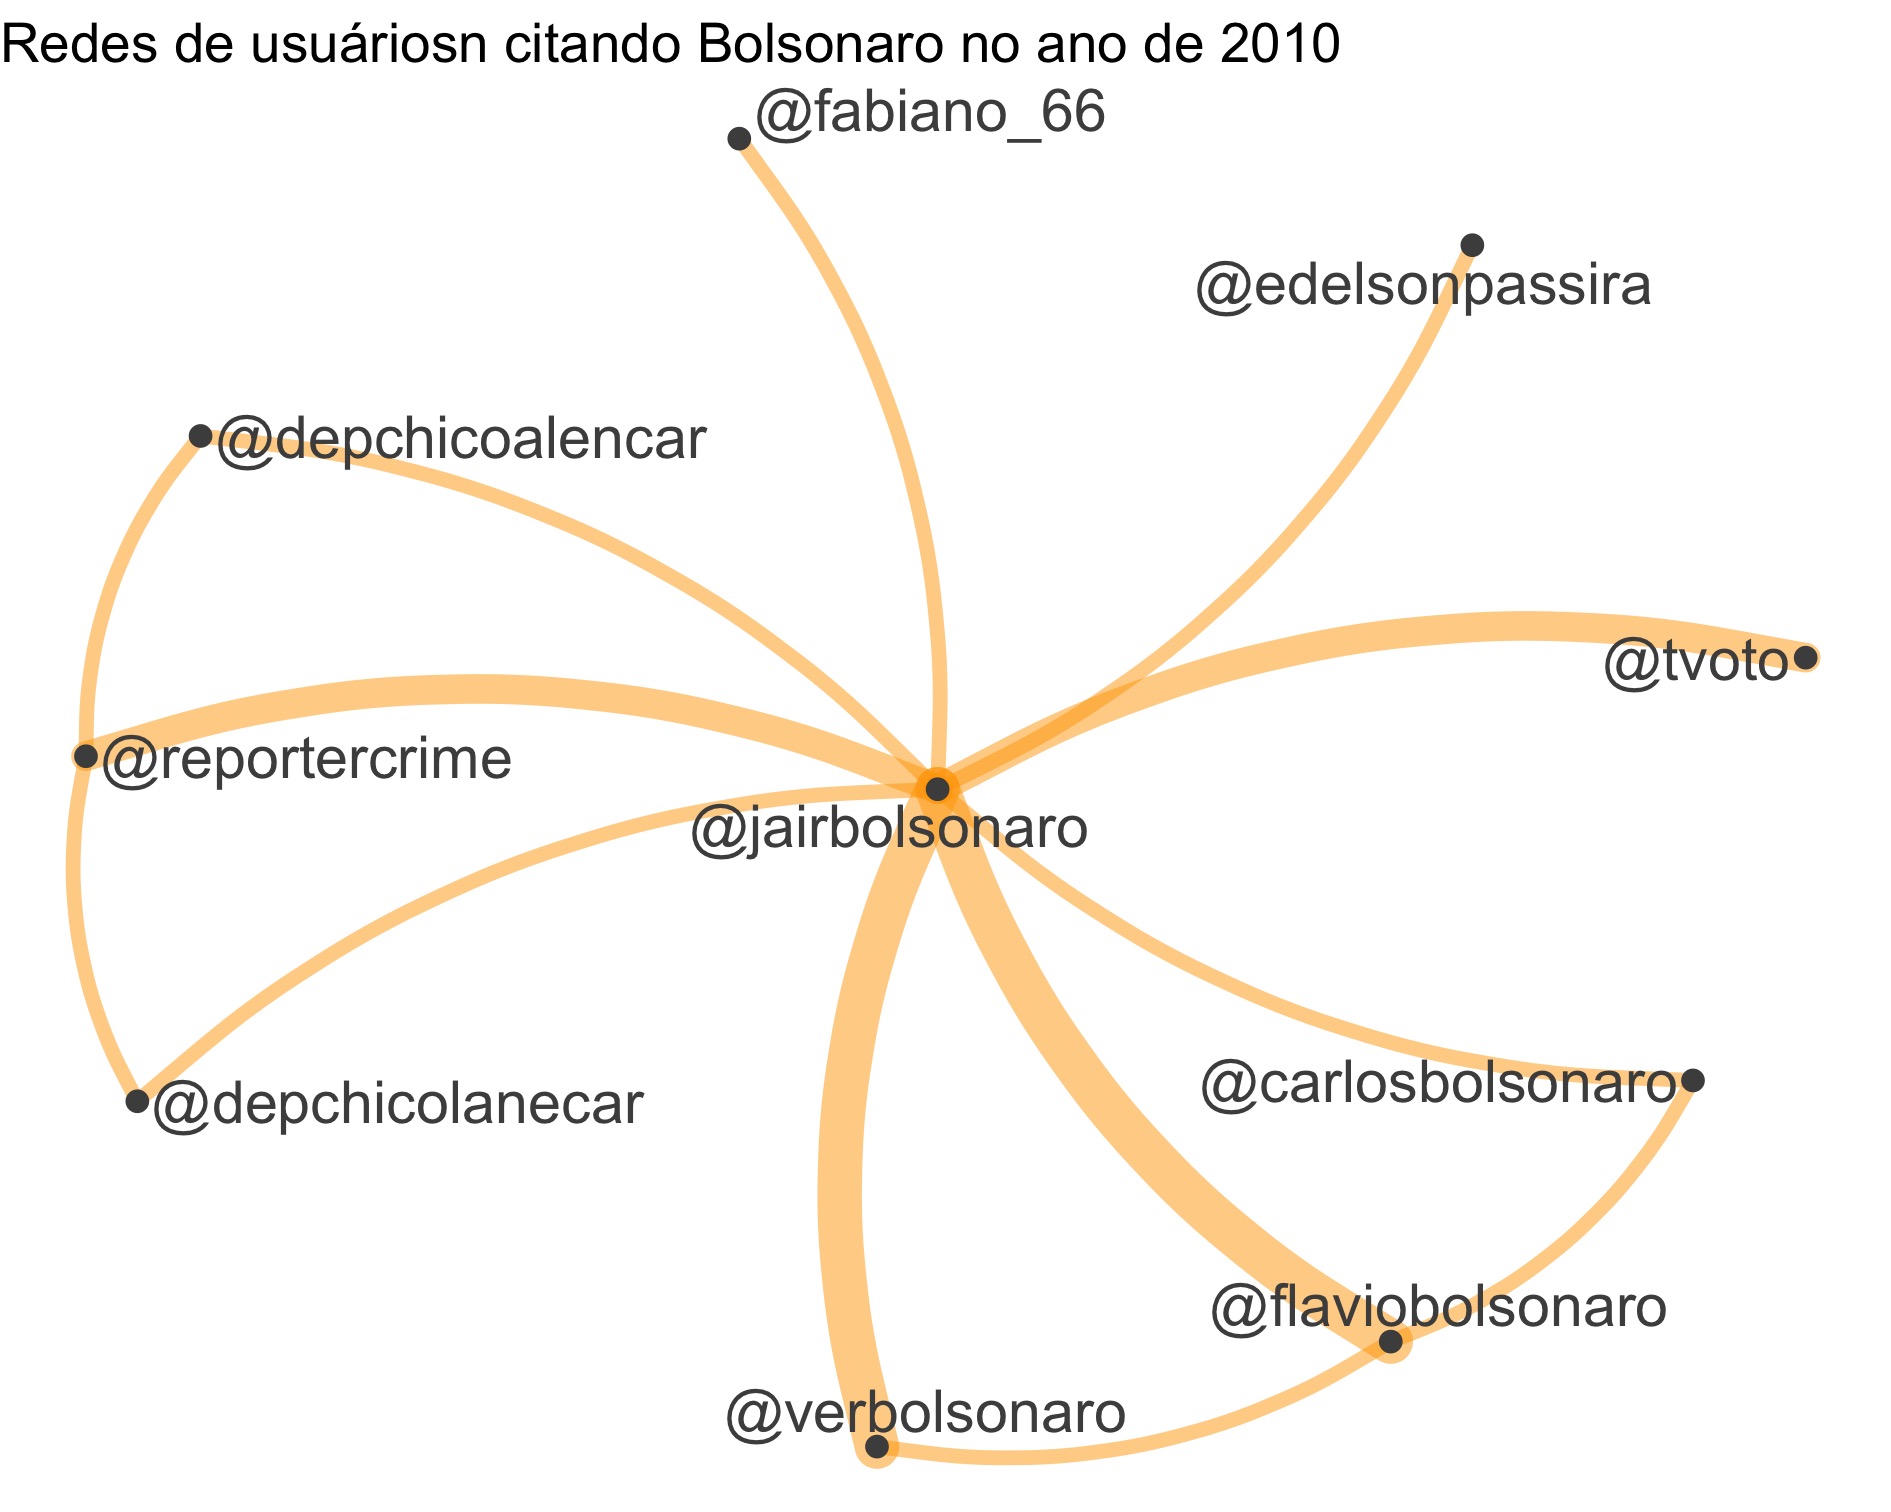 Redes de usuáriosn citando Bolsonaro no ano de 2010
@fabiano_66
@edelsonpassira
@depchicoalencar
@tvoto
@reportercrime
@jairbolsonaro
@carlosbolsonaro
@depchicolanecar
@flaviobolsonaro
@verbolsonaro